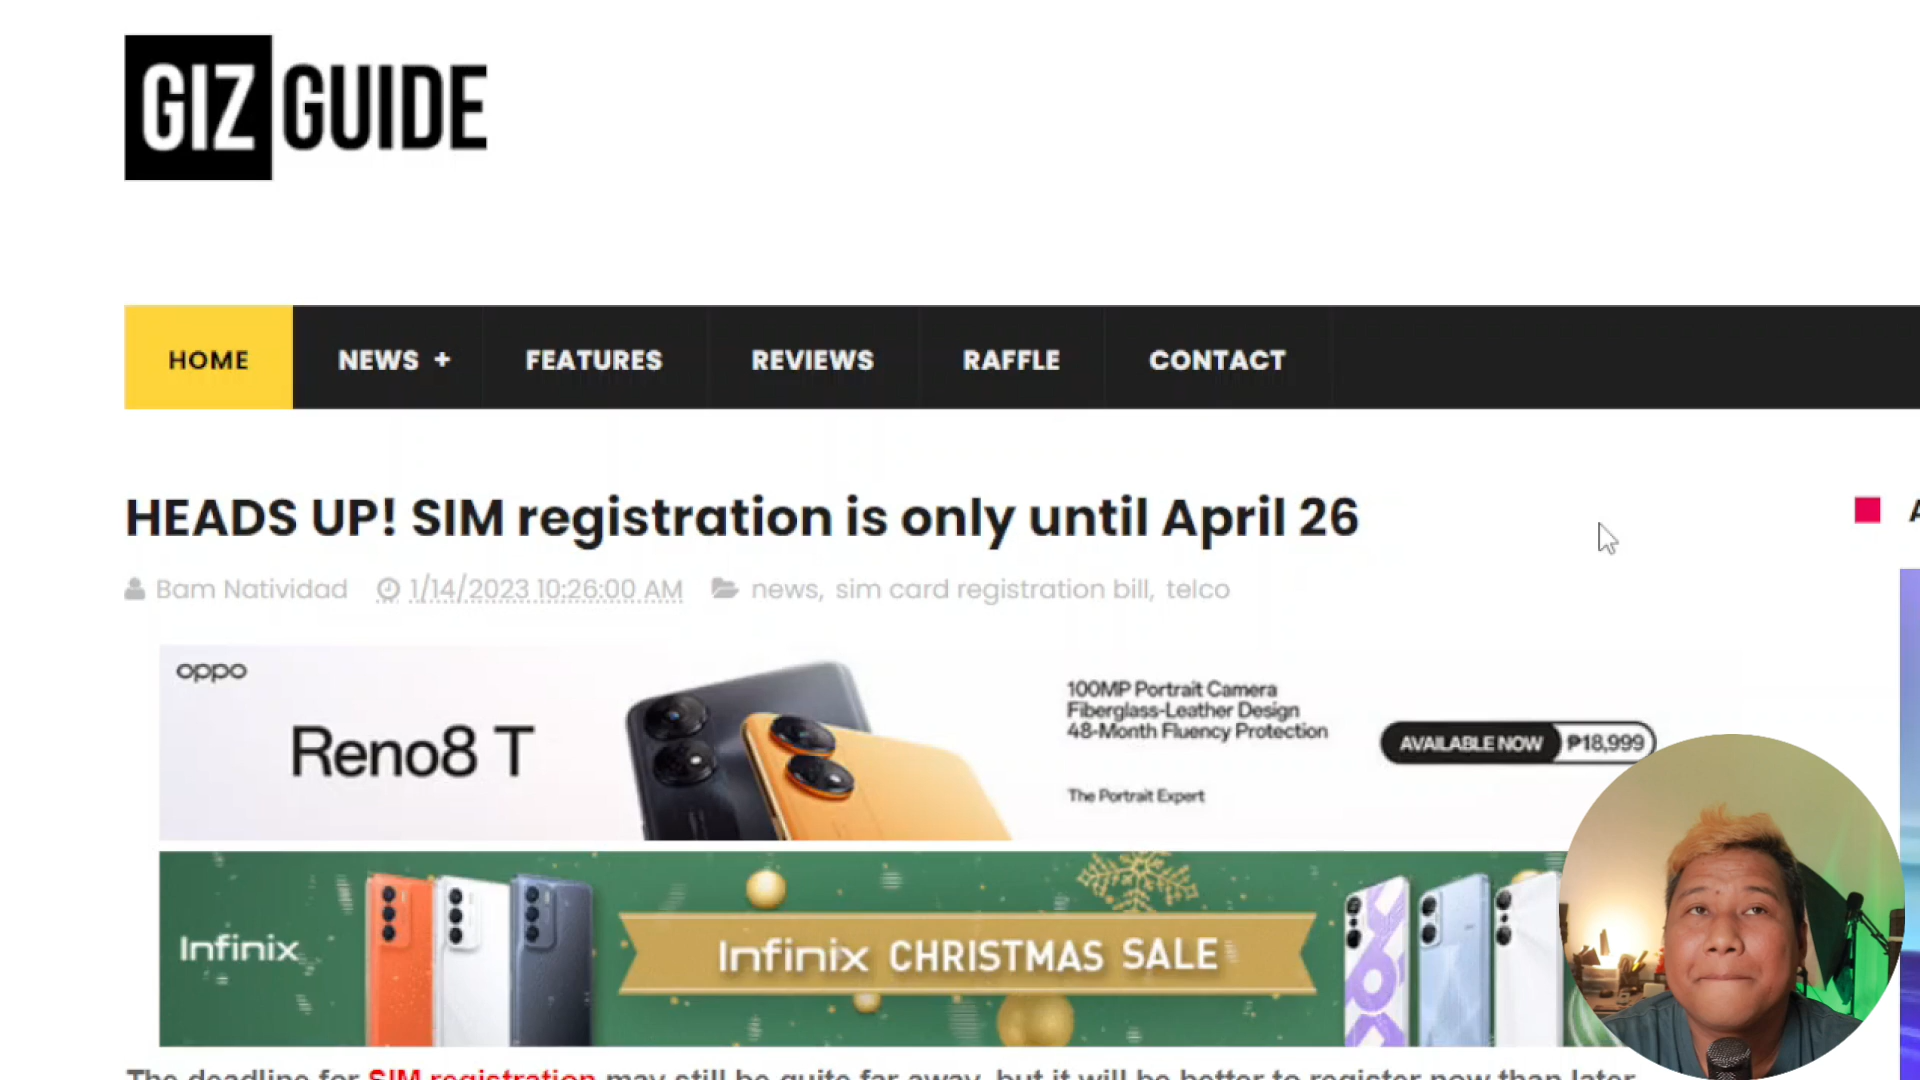 GIZ GUIDE
HOME NEWS + FEATURES REVIEWS RAFFLE CONTACT
HEADS UP! SIM registration is only until April 26
Bam Natividad 1/14/2023 10:26:00 AM news, sim card registration bill, telco
oppo
Reno8 T
100MP Portrait Camera
Fiberglass-Leather Design
48-Month Fluency Protection
AVAILABLE NOW ₱18,999
The Portrait Expert
Infinix
Infinix CHRISTMAS SALE
The deadline for SIM registration may still be quite far away, but it will be better to register now than later.